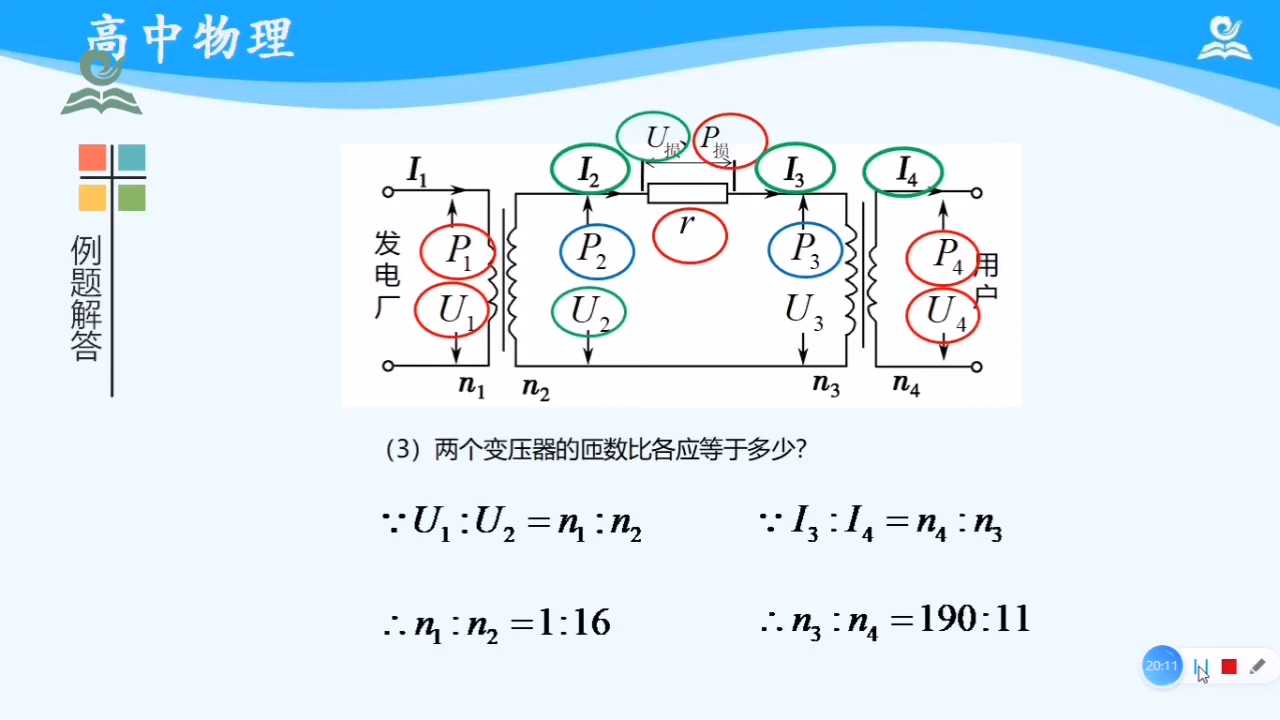 高中物理
U损、P损
I₁ I₂ I₃ I₄
发电厂
P₁ P₂ r P₃ P₄
用户
U₁ U₂ U₃ U₄
n₁ n₂ n₃ n₄
例题解答
（3）两个变压器的匝数比各应等于多少？
∵U₁:U₂=n₁:n₂
∵I₃:I₄=n₄:n₃
∴n₁:n₂=1:16
∴n₃:n₄=190:11
20:11